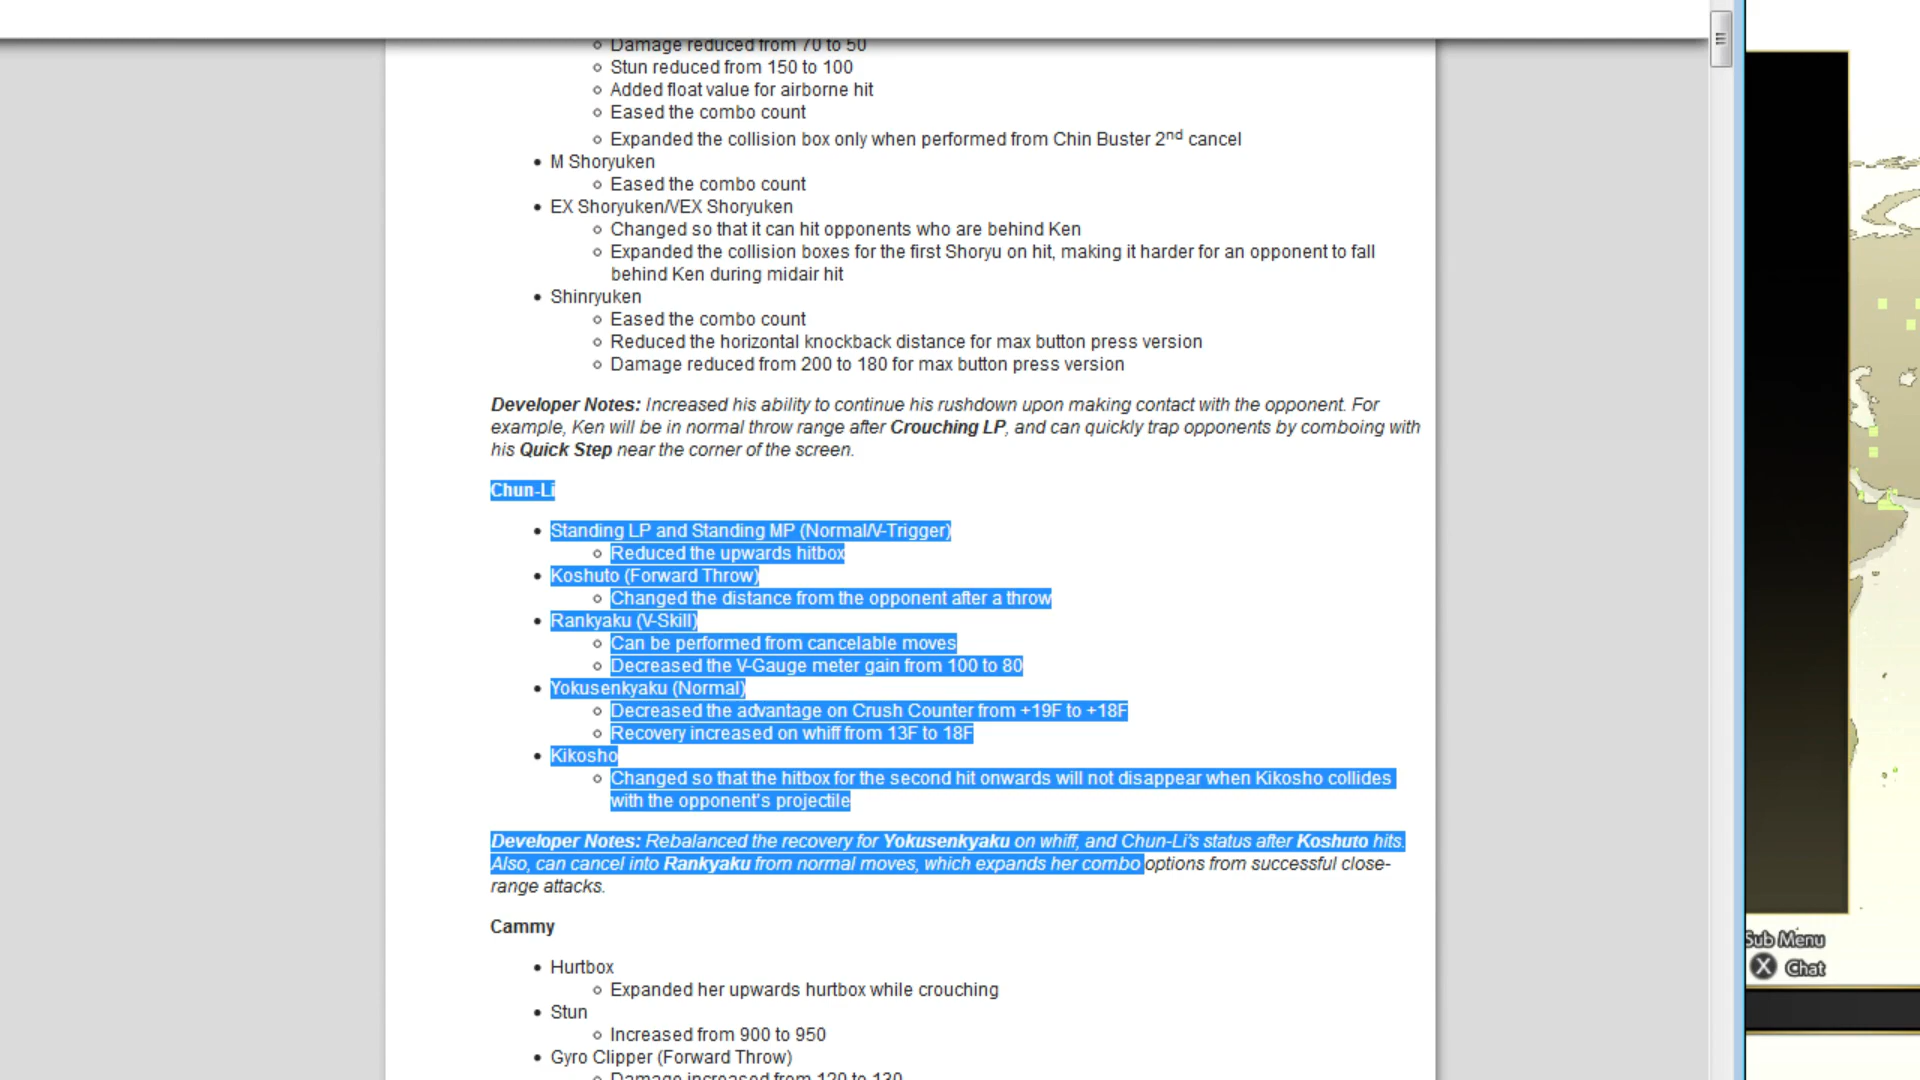 Damage reduced from 70 to 50
Stun reduced from 150 to 100
Added float value for airborne hit
Eased the combo count
Expanded the collision box only when performed from Chin Buster 2nd cancel
M Shoryuken
Eased the combo count
EX Shoryuken/VEX Shoryuken
Changed so that it can hit opponents who are behind Ken
Expanded the collision boxes for the first Shoryu on hit, making it harder for an opponent to fall
behind Ken during midair hit
Shinryuken
Eased the combo count
Reduced the horizontal knockback distance for max button press version
Damage reduced from 200 to 180 for max button press version
Developer Notes: Increased his ability to continue his rushdown upon making contact with the opponent. For
example, Ken will be in normal throw range after Crouching LP, and can quickly trap opponents by comboing with
his Quick Step near the corner of the screen.
Chun-Li
Standing LP and Standing MP (Normal/V-Trigger)
Reduced the upwards hitbox
Koshuto (Forward Throw)
Changed the distance from the opponent after a throw
Rankyaku (V-Skill)
Can be performed from cancelable moves
Decreased the V-Gauge meter gain from 100 to 80
Yokusenkyaku (Normal)
Decreased the advantage on Crush Counter from +19F to +18F
Recovery increased on whiff from 13F to 18F
Kikosho
Changed so that the hitbox for the second hit onwards will not disappear when Kikosho collides
with the opponent's projectile
Developer Notes: Rebalanced the recovery for Yokusenkyaku on whiff, and Chun-Li's status after Koshuto hits.
Also, can cancel into Rankyaku from normal moves, which expands her combo options from successful close-
range attacks.
Cammy
Hurtbox
Expanded her upwards hurtbox while crouching
Stun
Increased from 900 to 950
Gyro Clipper (Forward Throw)
Damage increased from 120 to 130
Sub Menu
X Chat